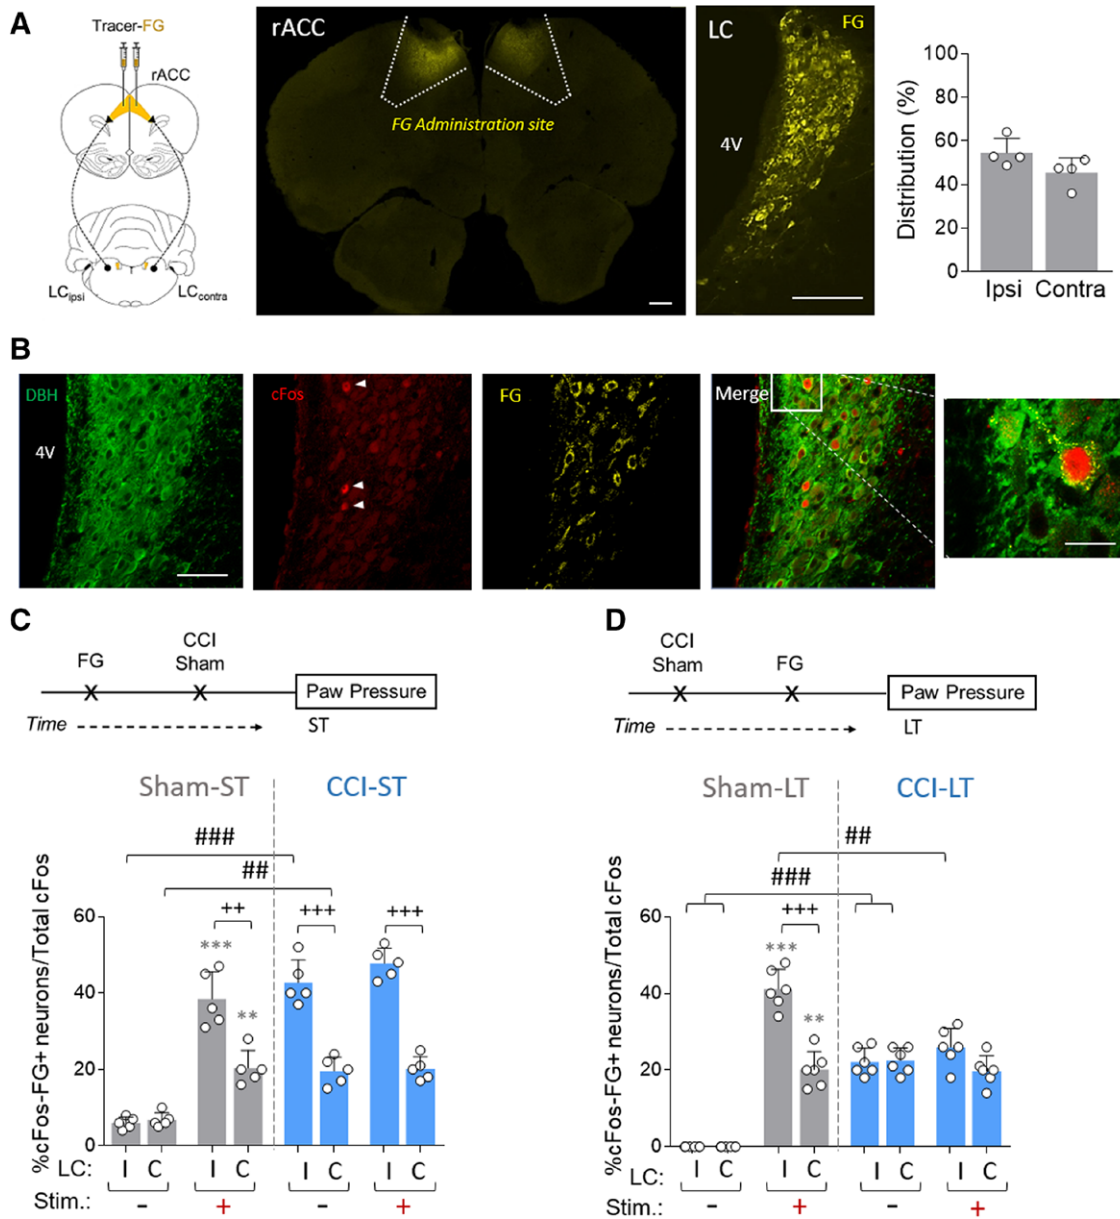 A
Tracer-FG
rACC
LCipsi
LCcontra
rACC
FG Administration site
LC
FG
4V
Distribution (%)
100
80
60
40
20
0
Ipsi Contra
B
DBH
4V
cFos
FG
Merge
C
FG
CCI
Sham
Paw Pressure
Time
ST
Sham-ST
CCI-ST
###
##
++
+++
+++
***
**
%cFos-FG+ neurons/Total cFos
60
40
20
0
LC: I C I C I C I C
Stim.: - + - +
D
CCI
Sham
FG
Paw Pressure
Time
LT
Sham-LT
CCI-LT
##
###
+++
***
**
%cFos-FG+ neurons/Total cFos
60
40
20
0
LC: I C I C I C I C
Stim.: - + - +